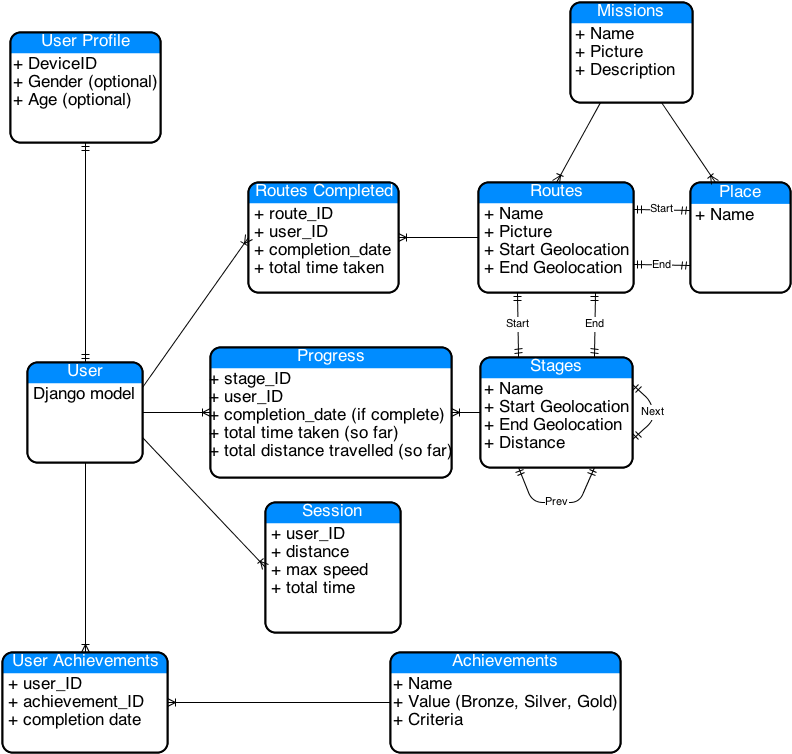 Missions
+ Name
+ Picture
+ Description
User Profile
+ DeviceID
+ Gender (optional)
+ Age (optional)
Routes Completed
+ route_ID
+ user_ID
+ completion_date
+ total time taken
Routes
+ Name
+ Picture
+ Start Geolocation
+ End Geolocation
Start
End
Place
+ Name
Start
End
User
Django model
Progress
+ stage_ID
+ user_ID
+ completion_date (if complete)
+ total time taken (so far)
+ total distance travelled (so far)
Stages
+ Name
+ Start Geolocation
+ End Geolocation
+ Distance
Next
Prev
Session
+ user_ID
+ distance
+ max speed
+ total time
User Achievements
+ user_ID
+ achievement_ID
+ completion date
Achievements
+ Name
+ Value (Bronze, Silver, Gold)
+ Criteria